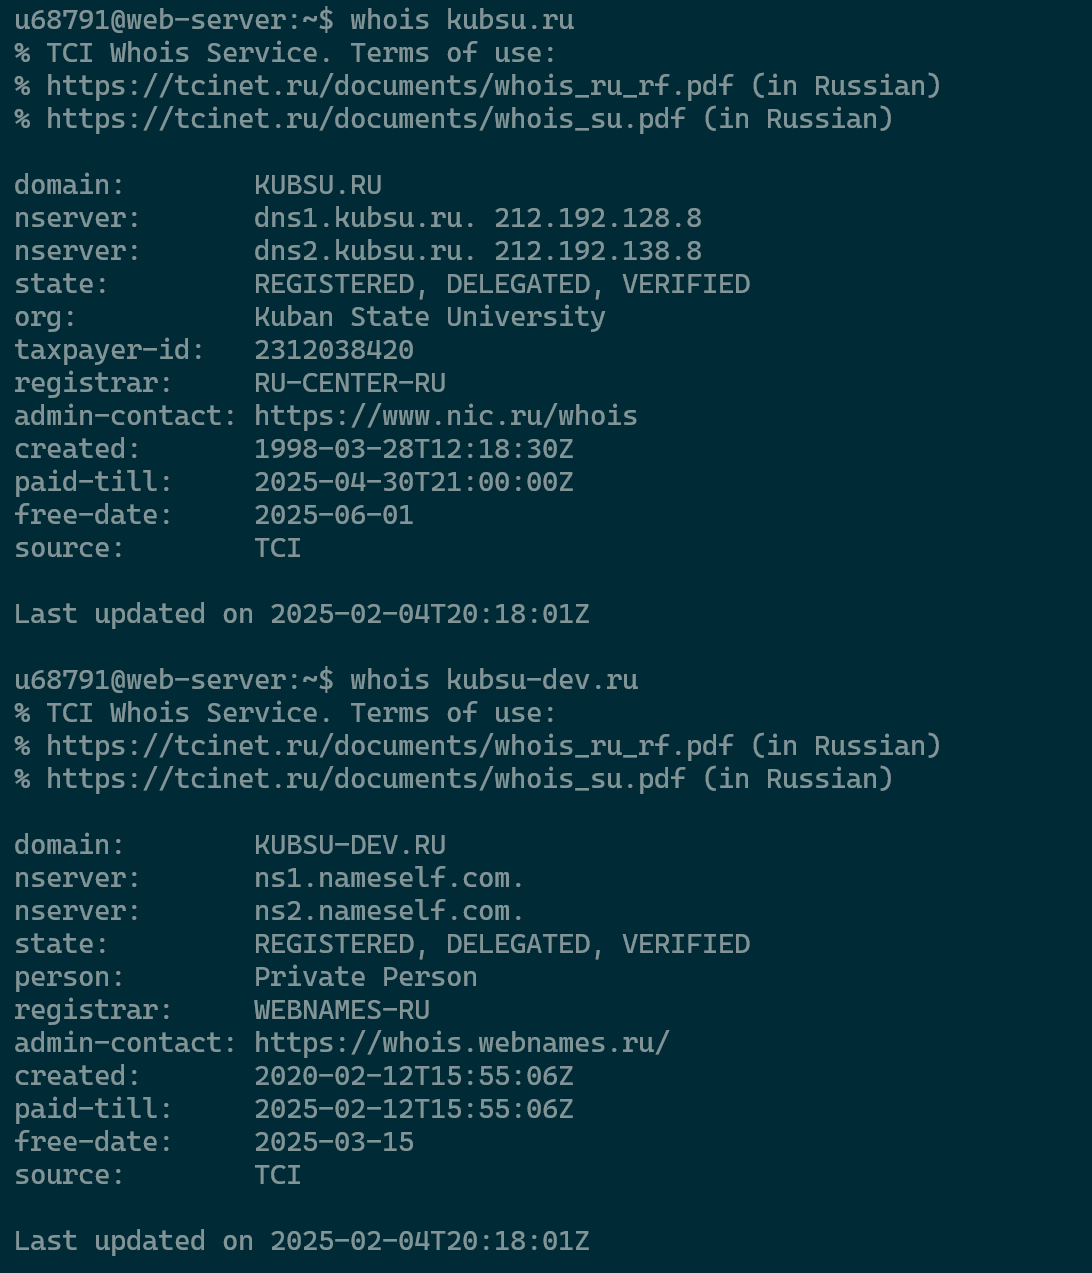 u68791@web-server:~$ whois kubsu.ru
% TCI Whois Service. Terms of use:
% https://tcinet.ru/documents/whois_ru_rf.pdf (in Russian)
% https://tcinet.ru/documents/whois_su.pdf (in Russian)

domain:        KUBSU.RU
nserver:       dns1.kubsu.ru. 212.192.128.8
nserver:       dns2.kubsu.ru. 212.192.138.8
state:         REGISTERED, DELEGATED, VERIFIED
org:           Kuban State University
taxpayer-id:   2312038420
registrar:     RU-CENTER-RU
admin-contact: https://www.nic.ru/whois
created:       1998-03-28T12:18:30Z
paid-till:     2025-04-30T21:00:00Z
free-date:     2025-06-01
source:        TCI

Last updated on 2025-02-04T20:18:01Z

u68791@web-server:~$ whois kubsu-dev.ru
% TCI Whois Service. Terms of use:
% https://tcinet.ru/documents/whois_ru_rf.pdf (in Russian)
% https://tcinet.ru/documents/whois_su.pdf (in Russian)

domain:        KUBSU-DEV.RU
nserver:       ns1.nameself.com.
nserver:       ns2.nameself.com.
state:         REGISTERED, DELEGATED, VERIFIED
person:        Private Person
registrar:     WEBNAMES-RU
admin-contact: https://whois.webnames.ru/
created:       2020-02-12T15:55:06Z
paid-till:     2025-02-12T15:55:06Z
free-date:     2025-03-15
source:        TCI

Last updated on 2025-02-04T20:18:01Z